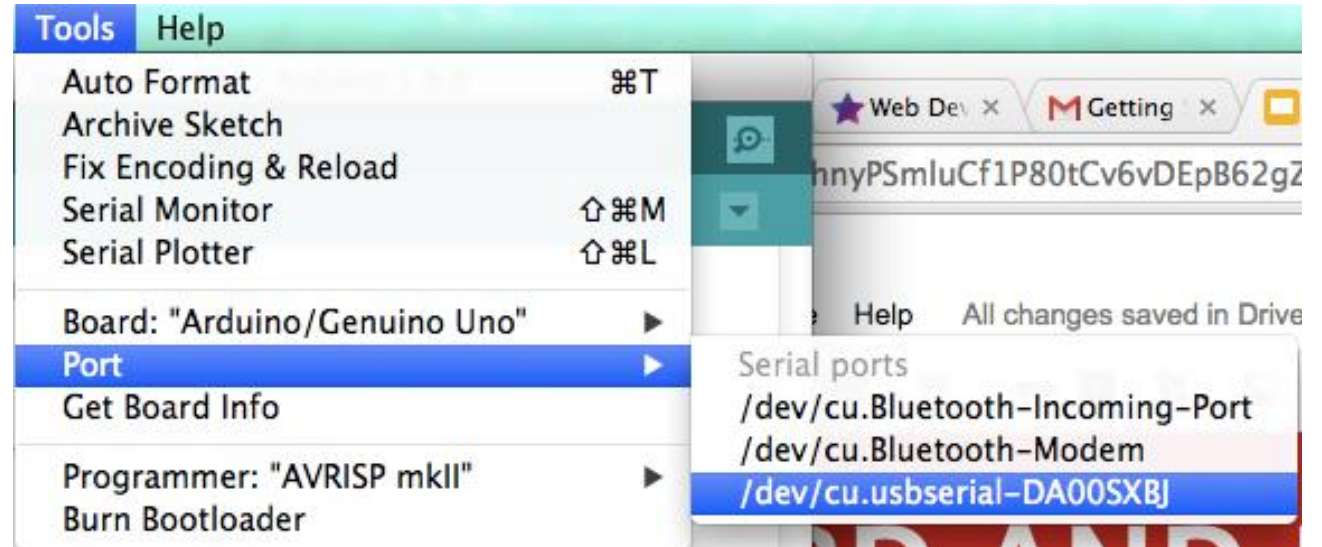 Tools Help
Auto Format ⌘T
Archive Sketch
Fix Encoding & Reload
Serial Monitor ⇧⌘M
Serial Plotter ⇧⌘L
Board: "Arduino/Genuino Uno"
Port
Get Board Info
Programmer: "AVRISP mkII"
Burn Bootloader
Web Dev Getting
hnyPSmluCf1P80tCv6vDEpB62gZ
Help All changes saved in Drive
Serial ports
/dev/cu.Bluetooth-Incoming-Port
/dev/cu.Bluetooth-Modem
/dev/cu.usbserial-DA00SXBJ
AND